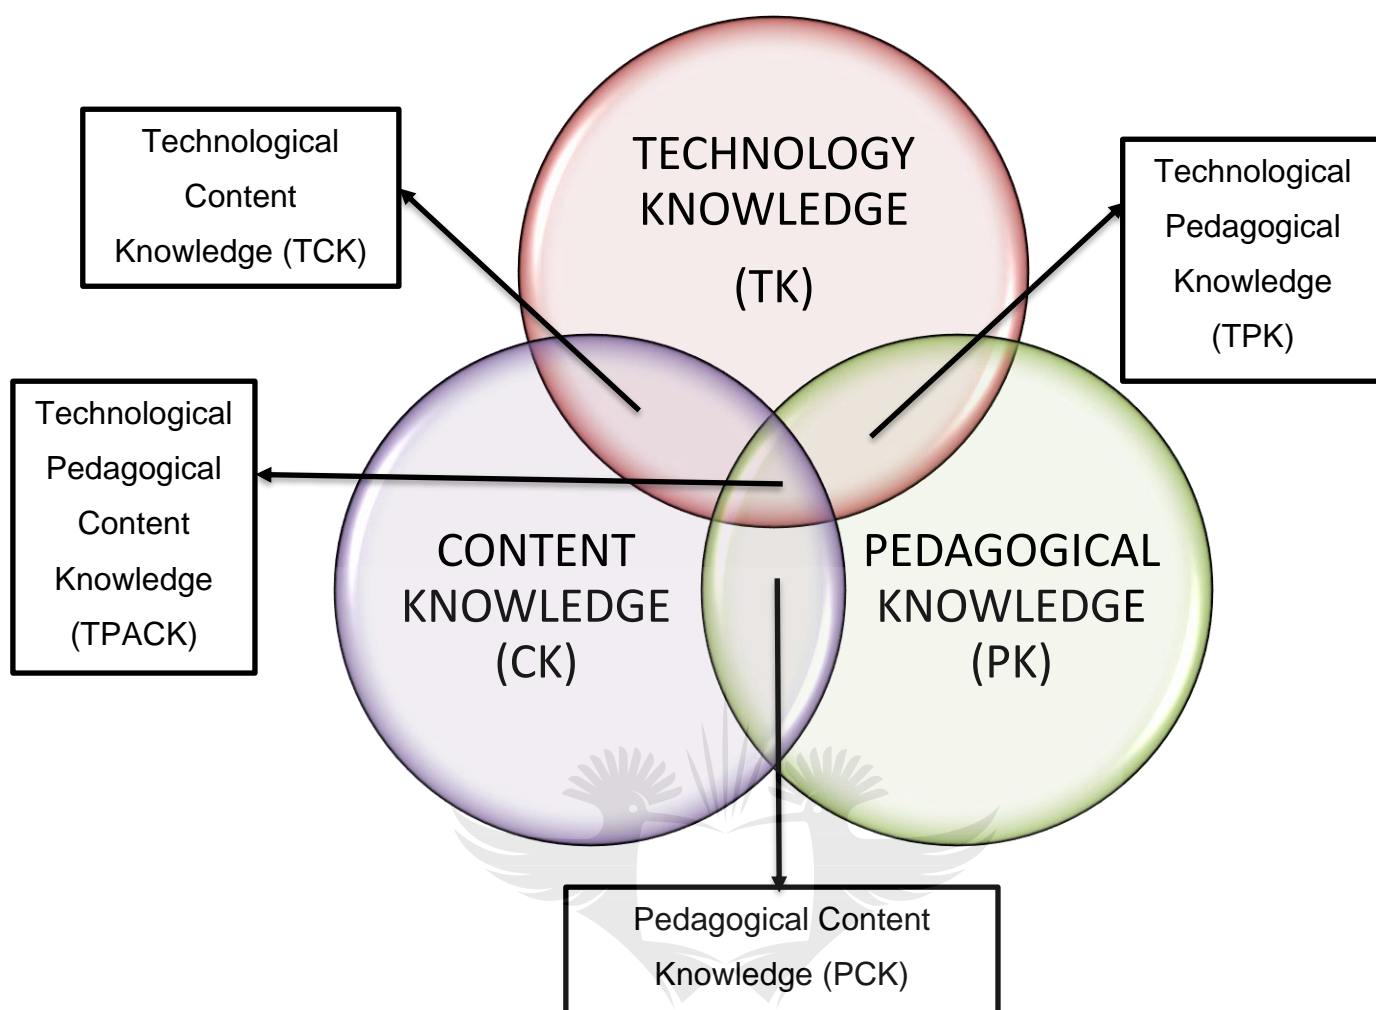 TECHNOLOGY
KNOWLEDGE
(TK)
Technological
Content
Knowledge (TCK)
Technological
Pedagogical
Knowledge
(TPK)
Technological
Pedagogical
Content
Knowledge
(TPACK)
CONTENT
KNOWLEDGE
(CK)
PEDAGOGICAL
KNOWLEDGE
(PK)
Pedagogical Content
Knowledge (PCK)